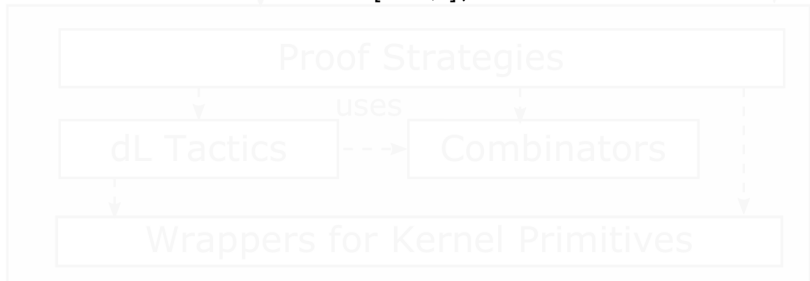 Proof Strategies
uses
dL Tactics
Combinators
Wrappers for Kernel Primitives